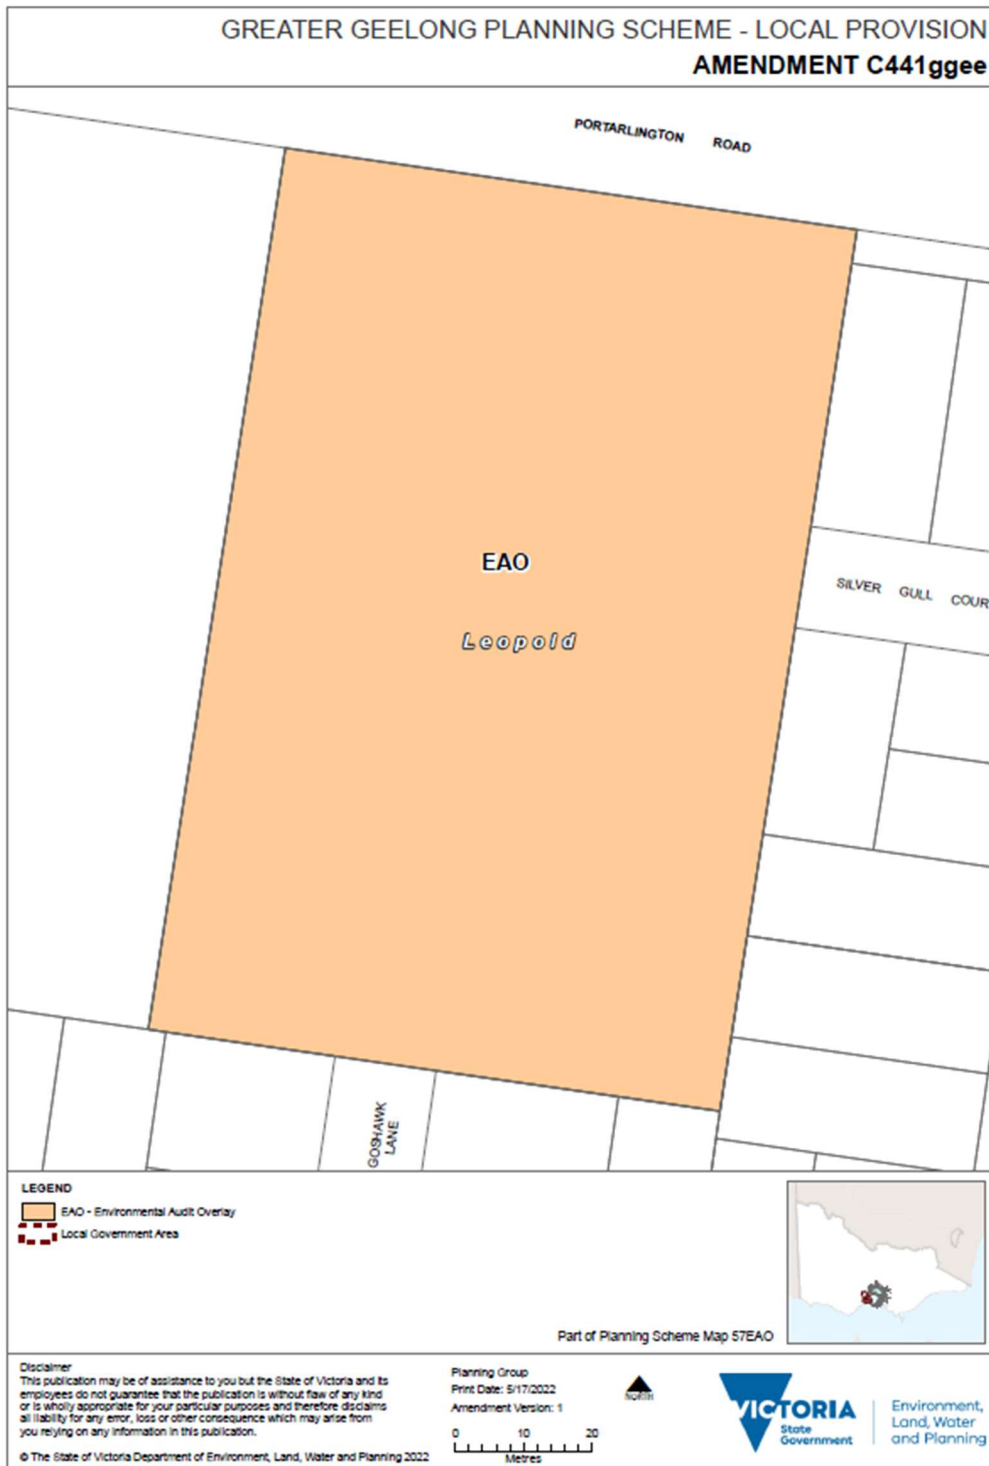 GREATER GEELONG PLANNING SCHEME - LOCAL PROVISION
AMENDMENT C441ggee
PORTARLINGTON ROAD
EAO
Leopold
SILVER GULL COUR
GOSHAWK
LANE
LEGEND
EAO - Environmental Audit Overlay
Local Government Area
Part of Planning Scheme Map 57EAO
Disclaimer
This publication may be of assistance to you but the State of Victoria and its
employees do not guarantee that the publication is without flaw of any kind
or is wholly appropriate for your particular purposes and therefore disclaims
all liability for any error, loss or other consequence which may arise from
you relying on any information in this publication.
© The State of Victoria Department of Environment, Land, Water and Planning 2022
Planning Group
Print Date: 5/17/2022
Amendment Version: 1
0 10 20
Metres
NORTH
VICTORIA
State
Government
Environment,
Land, Water
and Planning